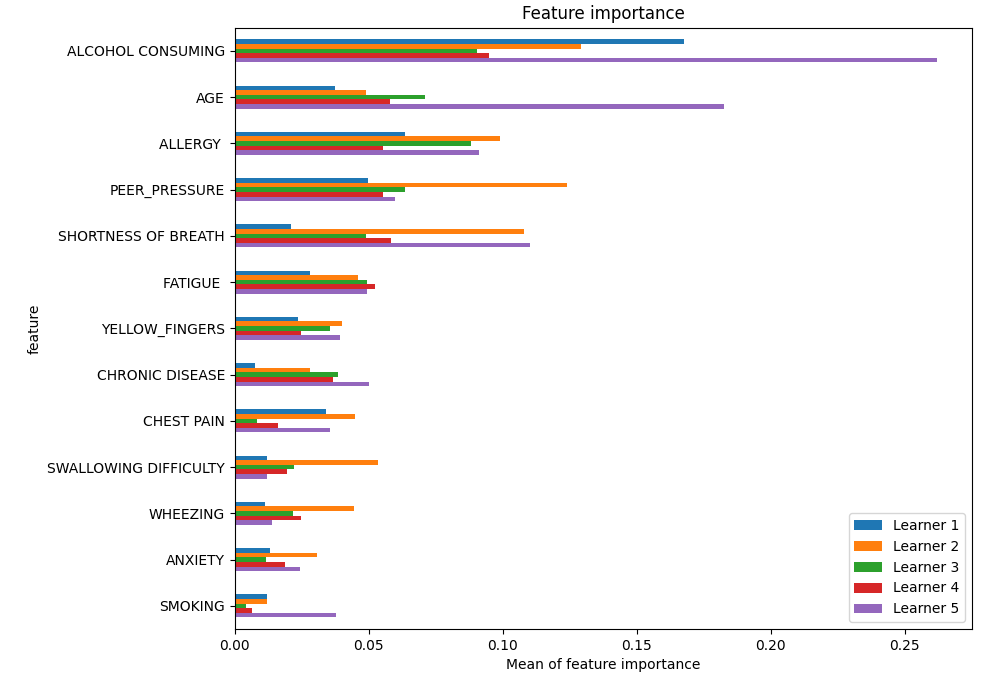 Feature importance
ALCOHOL CONSUMING
AGE
ALLERGY
PEER_PRESSURE
SHORTNESS OF BREATH
FATIGUE
YELLOW_FINGERS
CHRONIC DISEASE
CHEST PAIN
SWALLOWING DIFFICULTY
WHEEZING
ANXIETY
SMOKING
feature
Learner 1
Learner 2
Learner 3
Learner 4
Learner 5
0.00 0.05 0.10 0.15 0.20 0.25
Mean of feature importance